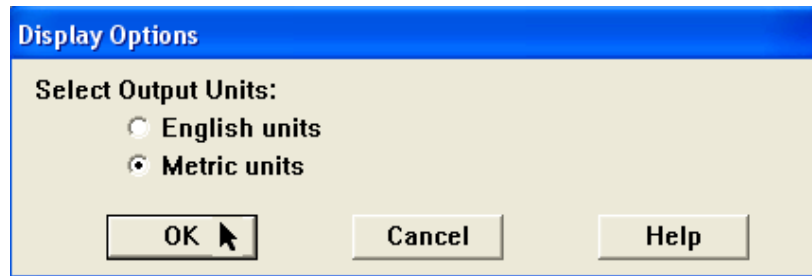 Display Options
Select Output Units:
English units
Metric units
OK Cancel Help